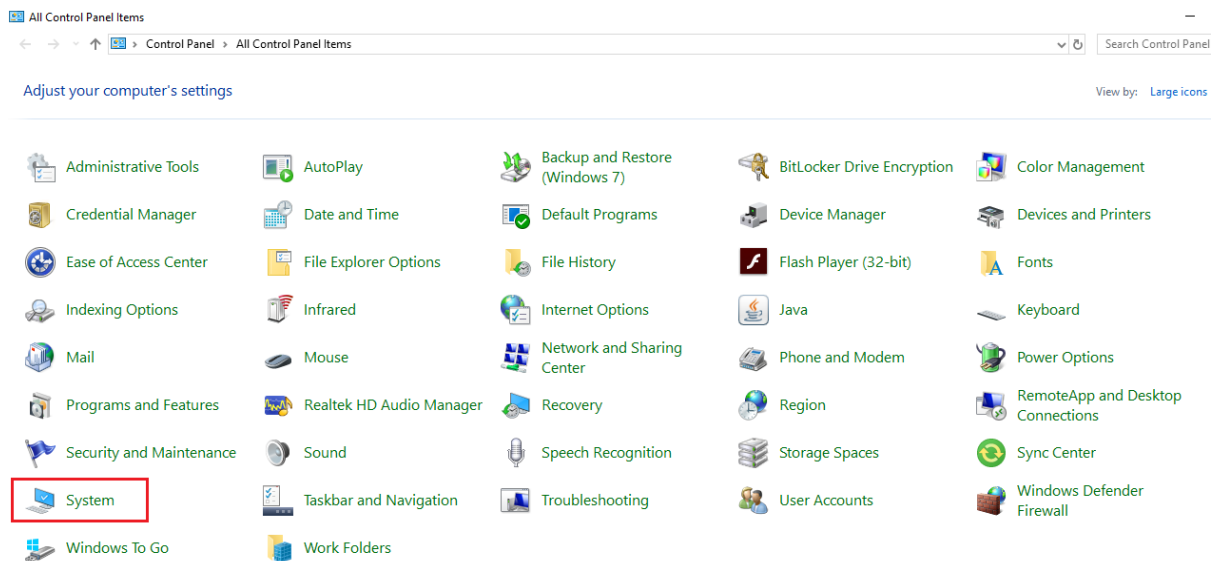 All Control Panel Items
Control Panel > All Control Panel Items
Search Control Panel
Adjust your computer's settings
View by: Large icons
Administrative Tools
AutoPlay
Backup and Restore
(Windows 7)
BitLocker Drive Encryption
Color Management
Credential Manager
Date and Time
Default Programs
Device Manager
Devices and Printers
Ease of Access Center
File Explorer Options
File History
Flash Player (32-bit)
Fonts
Indexing Options
Infrared
Internet Options
Java
Keyboard
Mail
Mouse
Network and Sharing
Center
Phone and Modem
Power Options
Programs and Features
Realtek HD Audio Manager
Recovery
Region
RemoteApp and Desktop
Connections
Security and Maintenance
Sound
Speech Recognition
Storage Spaces
Sync Center
System
Taskbar and Navigation
Troubleshooting
User Accounts
Windows Defender
Firewall
Windows To Go
Work Folders